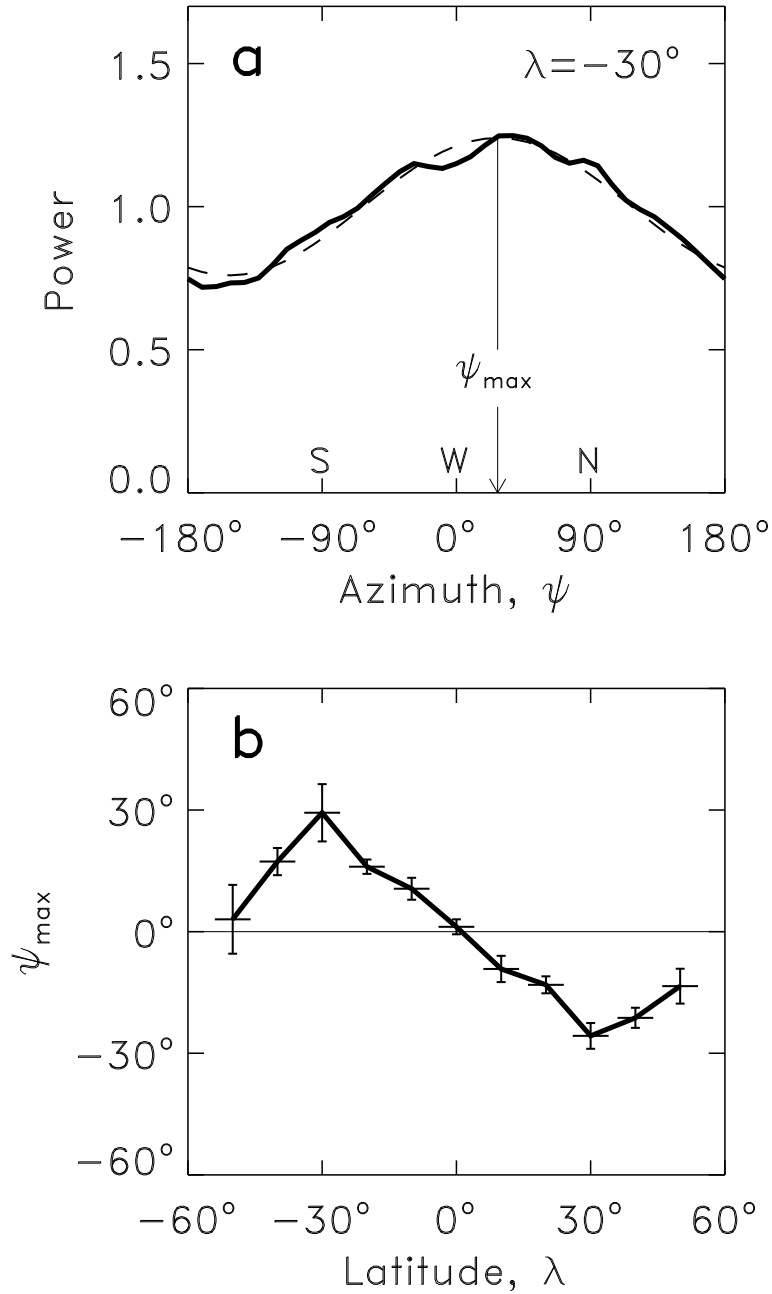 a
λ=−30°
1.5
1.0
0.5
0.0
Power
ψmax
S W N
−180° −90° 0° 90° 180°
Azimuth, ψ
b
60°
30°
0°
−30°
−60°
ψmax
−60° −30° 0° 30° 60°
Latitude, λ